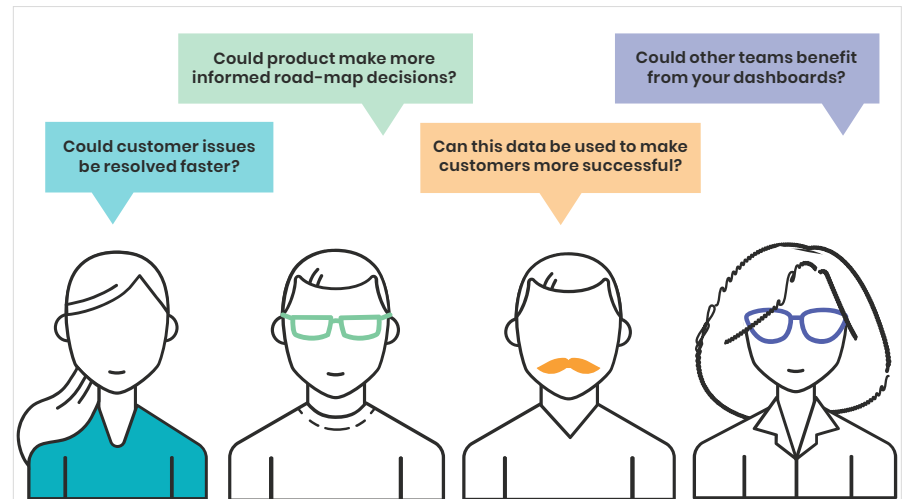 Could product make more
informed road-map decisions?
Could other teams benefit
from your dashboards?
Could customer issues
be resolved faster?
Can this data be used to make
customers more successful?